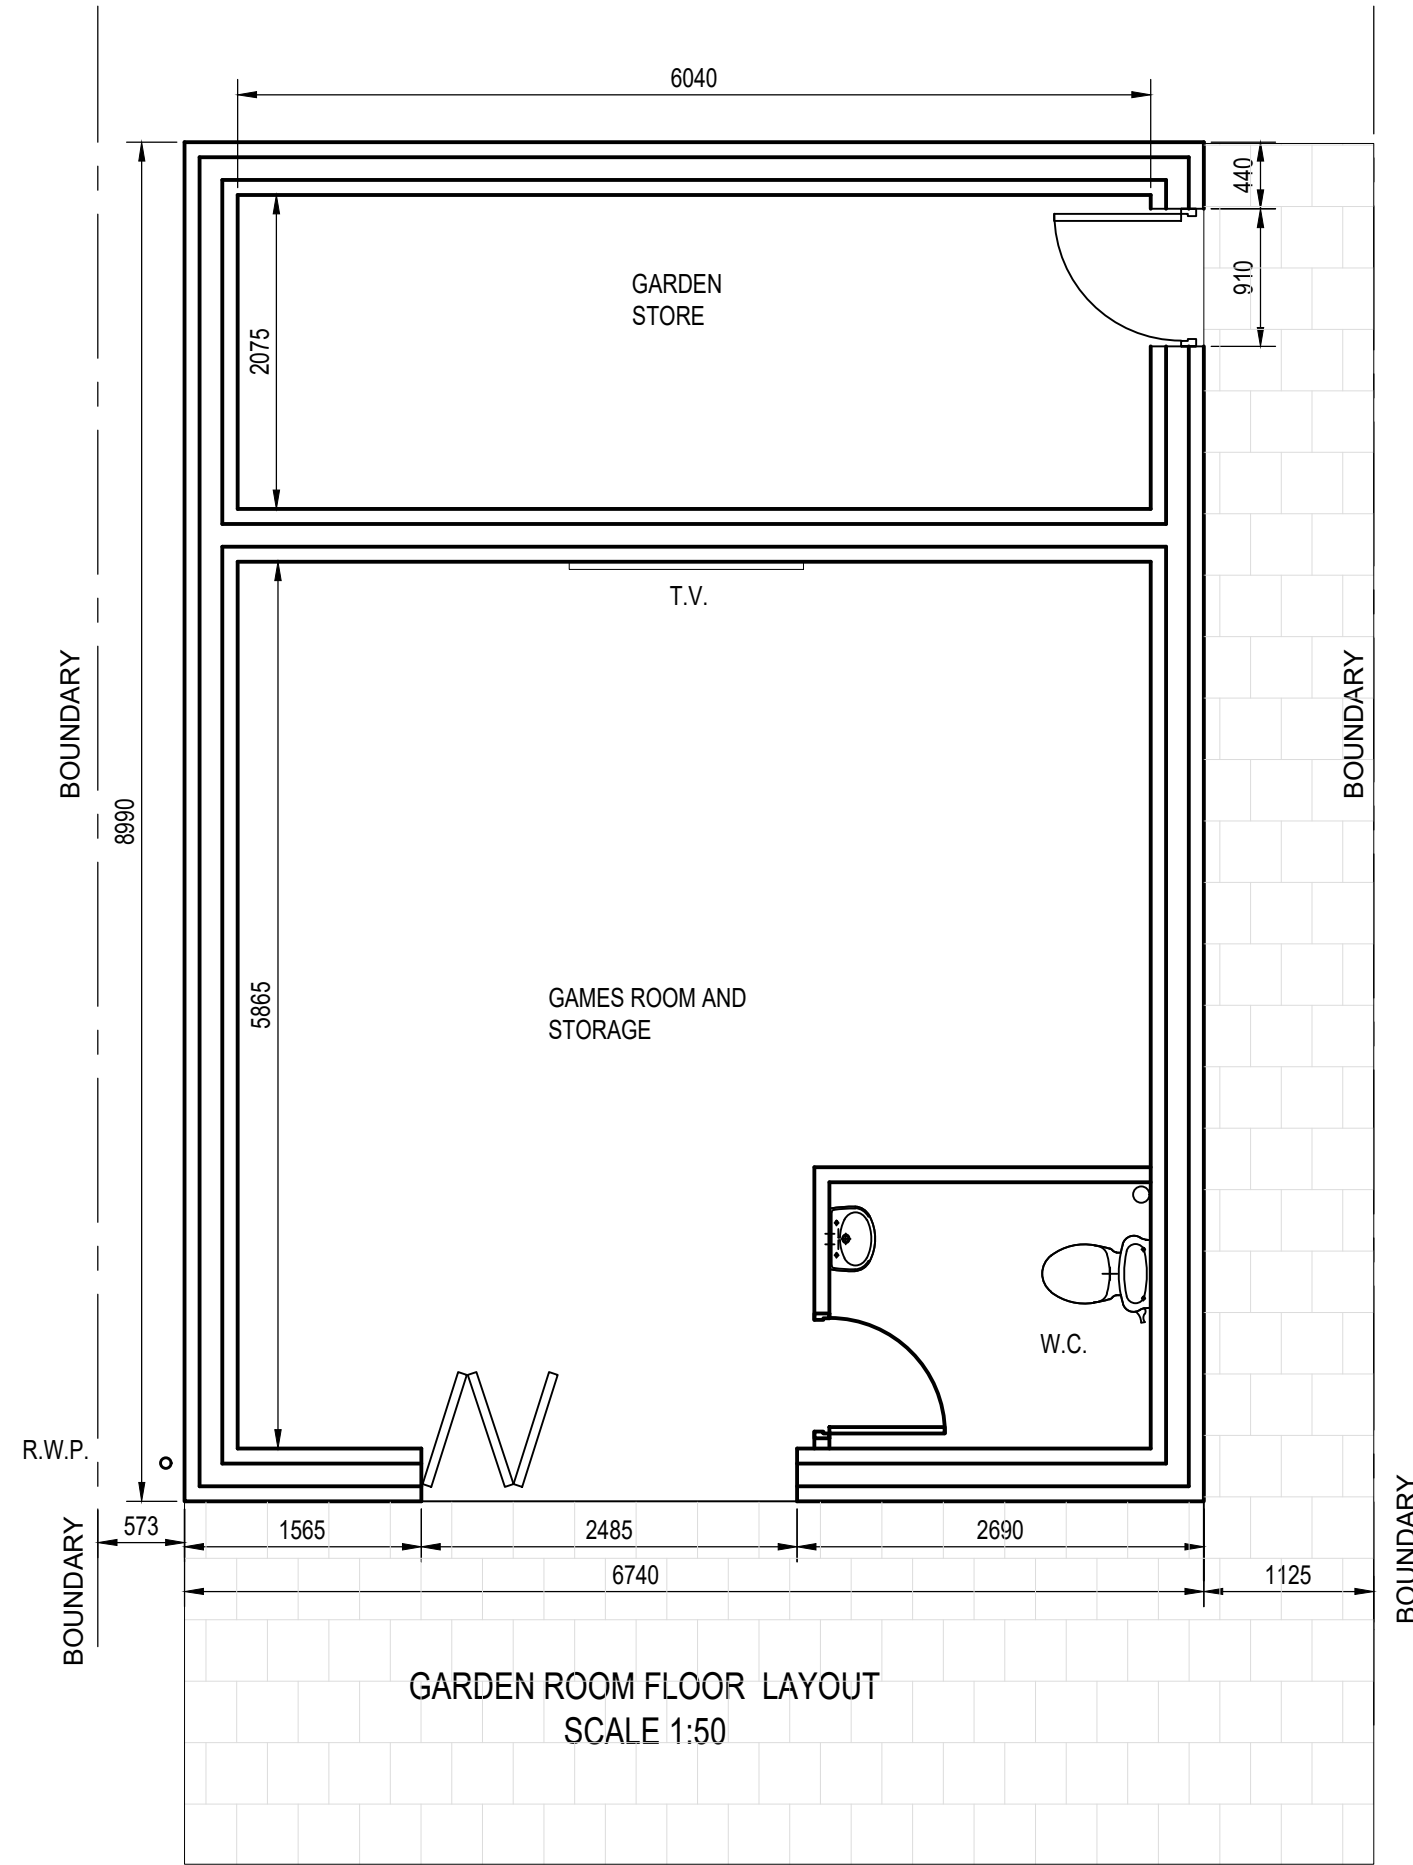 6040
440
910
GARDEN
STORE
2075
T.V.
BOUNDARY
BOUNDARY
8990
5865
GAMES ROOM AND
STORAGE
W.C.
R.W.P.
573
1565
2485
2690
BOUNDARY
BOUNDARY
6740
1125
GARDEN ROOM FLOOR LAYOUT
SCALE 1:50